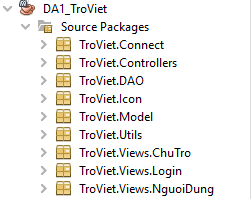 DA1_TroViet
Source Packages
TroViet.Connect
TroViet.Controllers
TroViet.DAO
TroViet.Icon
TroViet.Model
TroViet.Utils
TroViet.Views.ChuTro
TroViet.Views.Login
TroViet.Views.NguoiDung